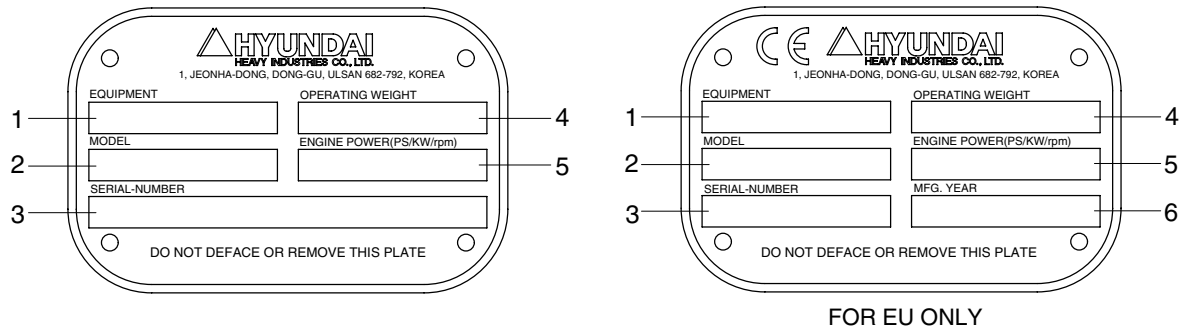 HYUNDAI
HEAVY INDUSTRIES CO., LTD.
1, JEONHA-DONG, DONG-GU, ULSAN 682-792, KOREA
EQUIPMENT
OPERATING WEIGHT
1
4
MODEL
ENGINE POWER(PS/KW/rpm)
2
5
SERIAL-NUMBER
3
DO NOT DEFACE OR REMOVE THIS PLATE
CE HYUNDAI
HEAVY INDUSTRIES CO., LTD.
1, JEONHA-DONG, DONG-GU, ULSAN 682-792, KOREA
EQUIPMENT
OPERATING WEIGHT
1
4
MODEL
ENGINE POWER(PS/KW/rpm)
2
5
SERIAL-NUMBER
MFG. YEAR
3
6
DO NOT DEFACE OR REMOVE THIS PLATE
FOR EU ONLY